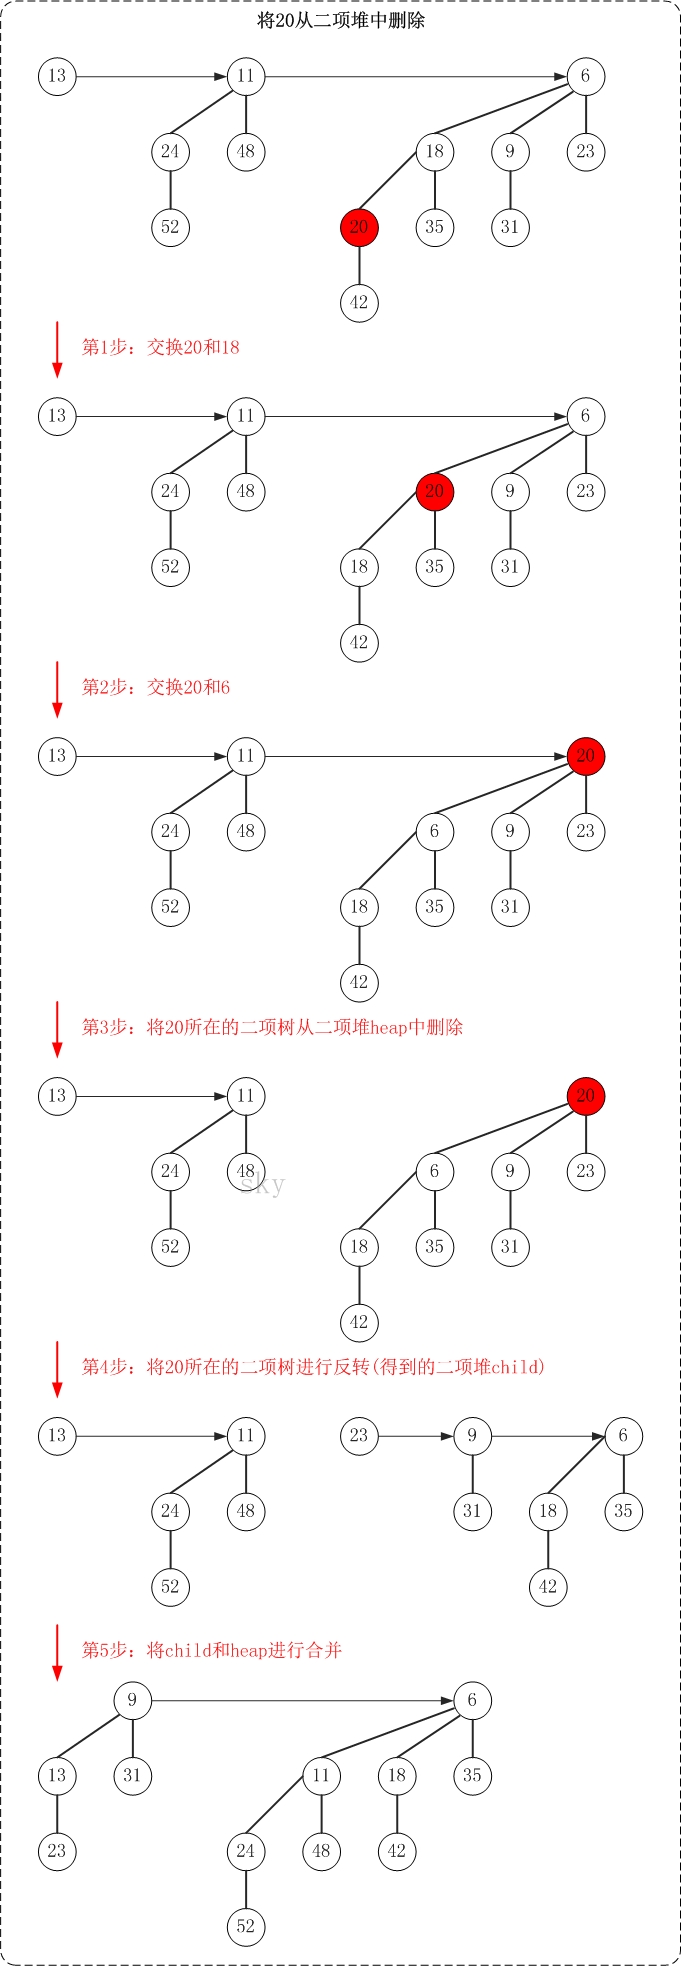 将20从二项堆中删除
13 11 6
24 48 18 9 23
52 20 35 31
42
第1步：交换20和18
13 11 6
24 48 20 9 23
52 18 35 31
42
第2步：交换20和6
13 11 20
24 48 6 9 23
52 18 35 31
42
第3步：将20所在的二项树从二项堆heap中删除
13 11 20
24 48 6 9 23
sky
52 18 35 31
42
第4步：将20所在的二项树进行反转(得到的二项堆child)
13 11 23 9 6
24 48 31 18 35
52 42
第5步：将child和heap进行合并
9 6
13 31 11 18 35
23 24 48 42
52